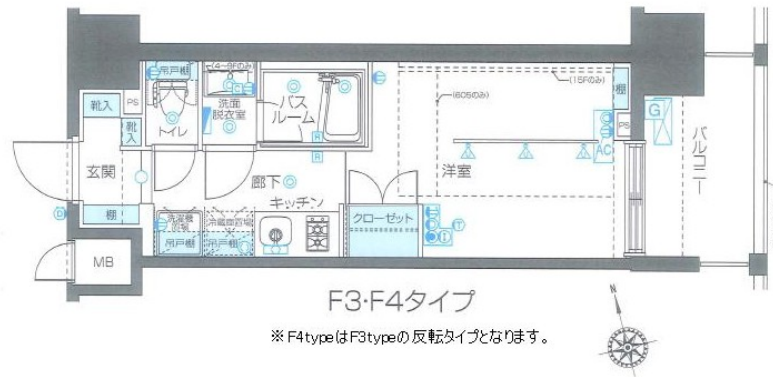 吊戸棚
(4～9Fのみ)
(15Fのみ)
(605のみ)
靴入
PS
靴入
トイレ
洗面
脱衣室
バス
ルーム
棚
G
PS
AC
バルコニー
玄関
廊下
洋室
キッチン
R
R
棚
D
洗濯機
置場
吊戸棚
冷蔵庫置場
吊戸棚
クローゼット
T
MB
F3・F4タイプ
N
※F4typeはF3typeの反転タイプとなります。